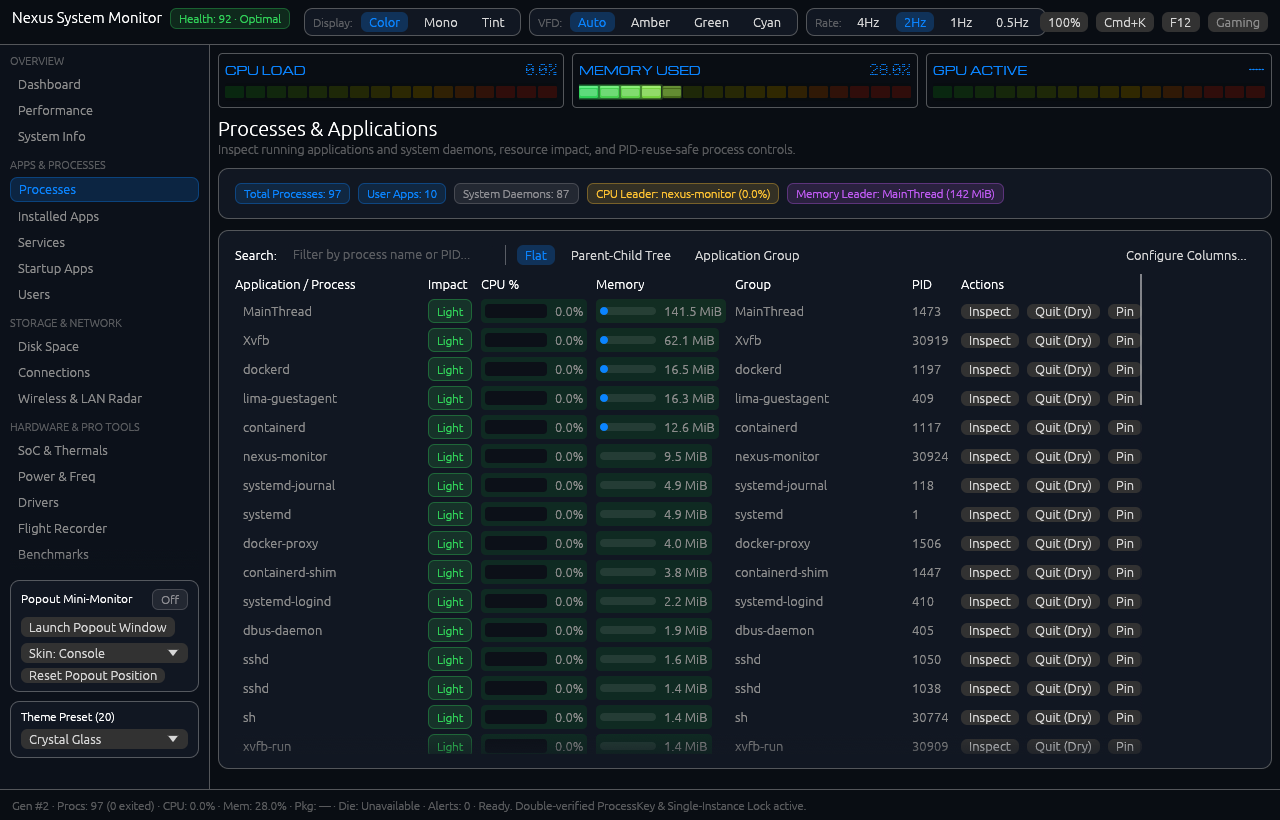 Nexus System Monitor Health: 92 · Optimal Display: Color Mono Tint VFD: Auto Amber Green Cyan Rate: 4Hz 2Hz 1Hz 0.5Hz 100% Cmd+K F12 Gaming
OVERVIEW
Dashboard
Performance
System Info
APPS & PROCESSES
Processes
Installed Apps
Services
Startup Apps
Users
STORAGE & NETWORK
Disk Space
Connections
Wireless & LAN Radar
HARDWARE & PRO TOOLS
SoC & Thermals
Power & Freq
Drivers
Flight Recorder
Benchmarks
Popout Mini-Monitor Off
Launch Popout Window
Skin: Console
Reset Popout Position
Theme Preset (20)
Crystal Glass
CPU LOAD 0.0% MEMORY USED 28.0% GPU ACTIVE —
Processes & Applications
Inspect running applications and system daemons, resource impact, and PID-reuse-safe process controls.
Total Processes: 97 User Apps: 10 System Daemons: 87 CPU Leader: nexus-monitor (0.0%) Memory Leader: MainThread (142 MiB)
Search: Filter by process name or PID... Flat Parent-Child Tree Application Group Configure Columns...
Application / Process Impact CPU % Memory Group PID Actions
MainThread Light 0.0% 141.5 MiB MainThread 1473 Inspect Quit (Dry) Pin
Xvfb Light 0.0% 62.1 MiB Xvfb 30919 Inspect Quit (Dry) Pin
dockerd Light 0.0% 16.5 MiB dockerd 1197 Inspect Quit (Dry) Pin
lima-guestagent Light 0.0% 16.3 MiB lima-guestagent 409 Inspect Quit (Dry) Pin
containerd Light 0.0% 12.6 MiB containerd 1117 Inspect Quit (Dry) Pin
nexus-monitor Light 0.0% 9.5 MiB nexus-monitor 30924 Inspect Quit (Dry) Pin
systemd-journal Light 0.0% 4.9 MiB systemd-journal 118 Inspect Quit (Dry) Pin
systemd Light 0.0% 4.9 MiB systemd 1 Inspect Quit (Dry) Pin
docker-proxy Light 0.0% 4.0 MiB docker-proxy 1506 Inspect Quit (Dry) Pin
containerd-shim Light 0.0% 3.8 MiB containerd-shim 1447 Inspect Quit (Dry) Pin
systemd-logind Light 0.0% 2.2 MiB systemd-logind 410 Inspect Quit (Dry) Pin
dbus-daemon Light 0.0% 1.9 MiB dbus-daemon 405 Inspect Quit (Dry) Pin
sshd Light 0.0% 1.6 MiB sshd 1050 Inspect Quit (Dry) Pin
sshd Light 0.0% 1.4 MiB sshd 1038 Inspect Quit (Dry) Pin
sh Light 0.0% 1.4 MiB sh 30774 Inspect Quit (Dry) Pin
xvfb-run Light 0.0% 1.4 MiB xvfb-run 30909 Inspect Quit (Dry) Pin
Gen #2 · Procs: 97 (0 exited) · CPU: 0.0% · Mem: 28.0% · Pkg: — · Die: Unavailable · Alerts: 0 · Ready. Double-verified ProcessKey & Single-Instance Lock active.